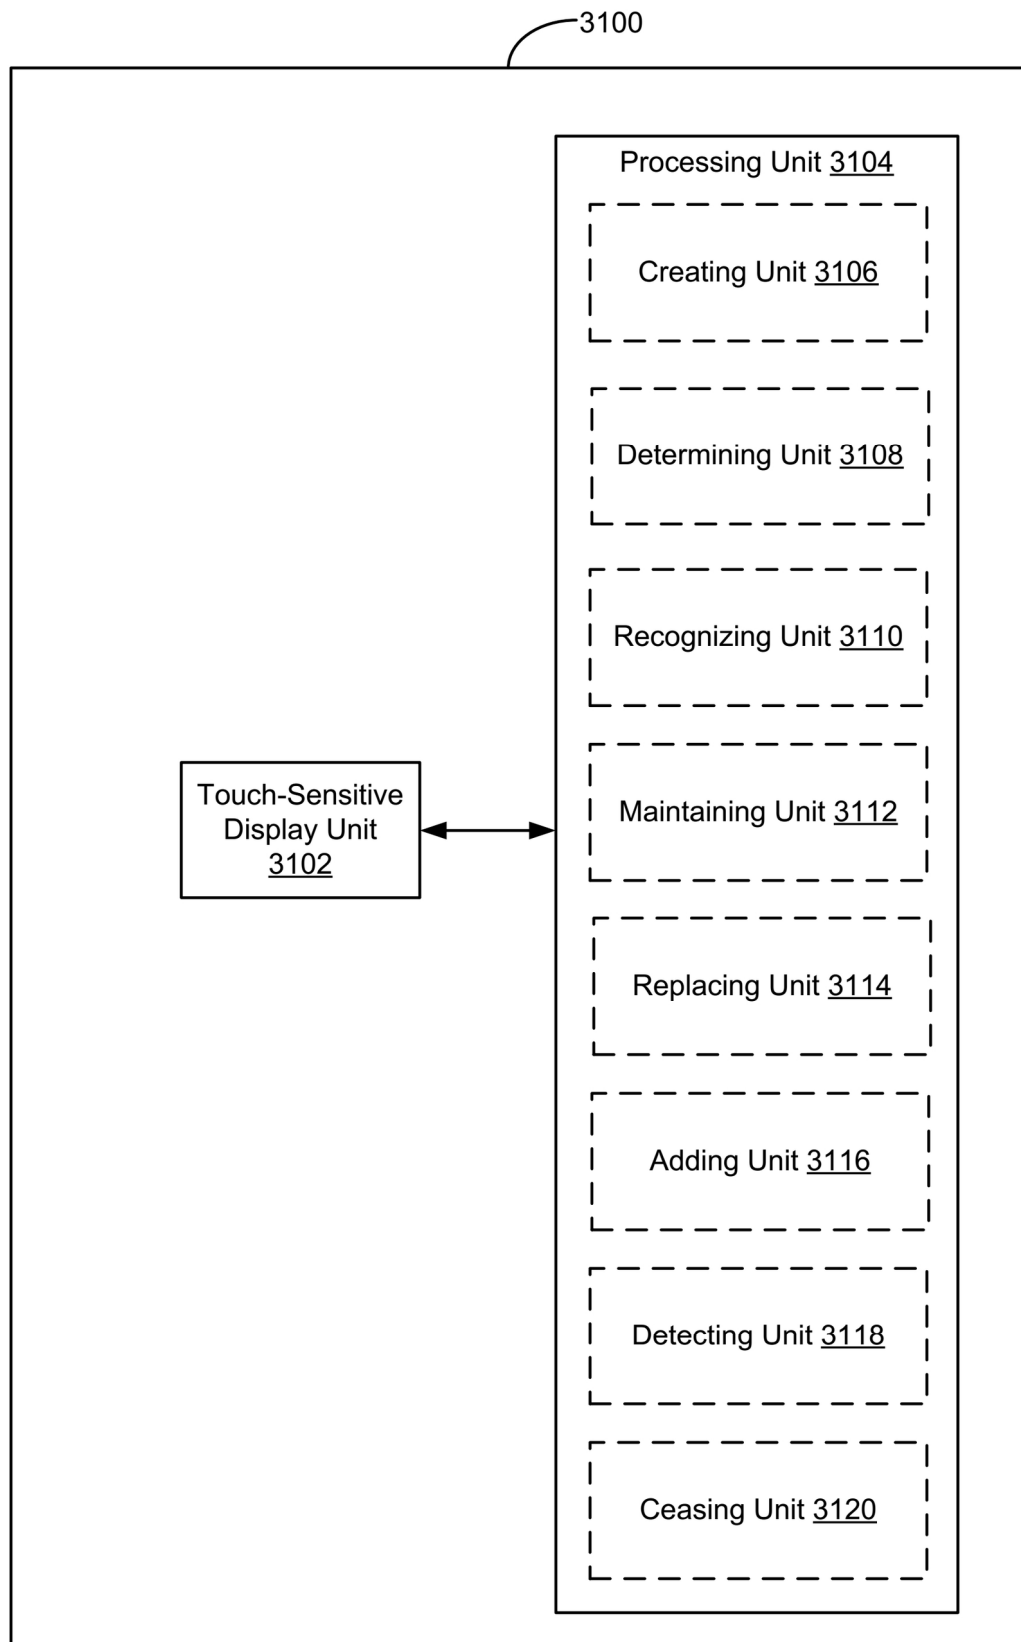 3100
Processing Unit 3104
Creating Unit 3106
Determining Unit 3108
Recognizing Unit 3110
Touch-Sensitive
Display Unit
3102
Maintaining Unit 3112
Replacing Unit 3114
Adding Unit 3116
Detecting Unit 3118
Ceasing Unit 3120